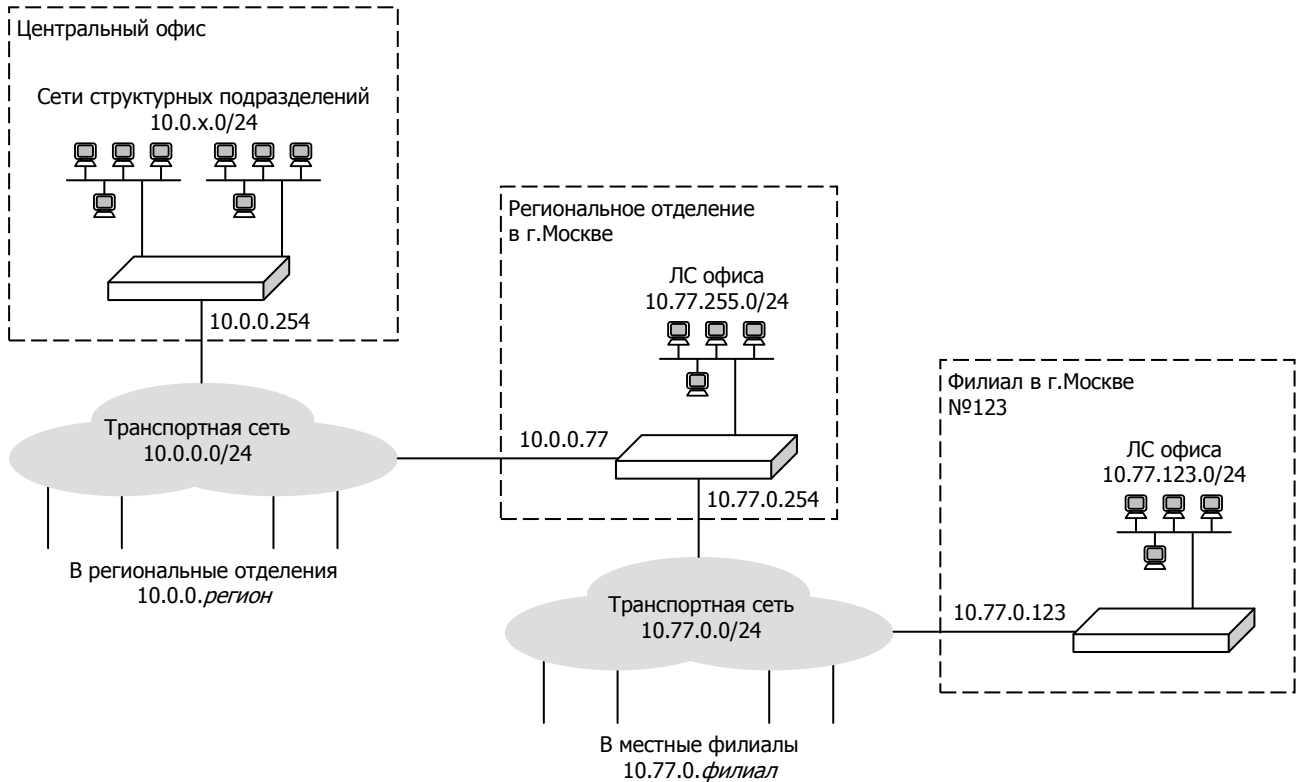 Центральный офис
Сети структурных подразделений
10.0.x.0/24
10.0.0.254
Транспортная сеть
10.0.0.0/24
В региональные отделения
10.0.0.регион
Региональное отделение
в г.Москве
ЛС офиса
10.77.255.0/24
10.0.0.77
10.77.0.254
Транспортная сеть
10.77.0.0/24
В местные филиалы
10.77.0.филиал
Филиал в г.Москве
№123
ЛС офиса
10.77.123.0/24
10.77.0.123